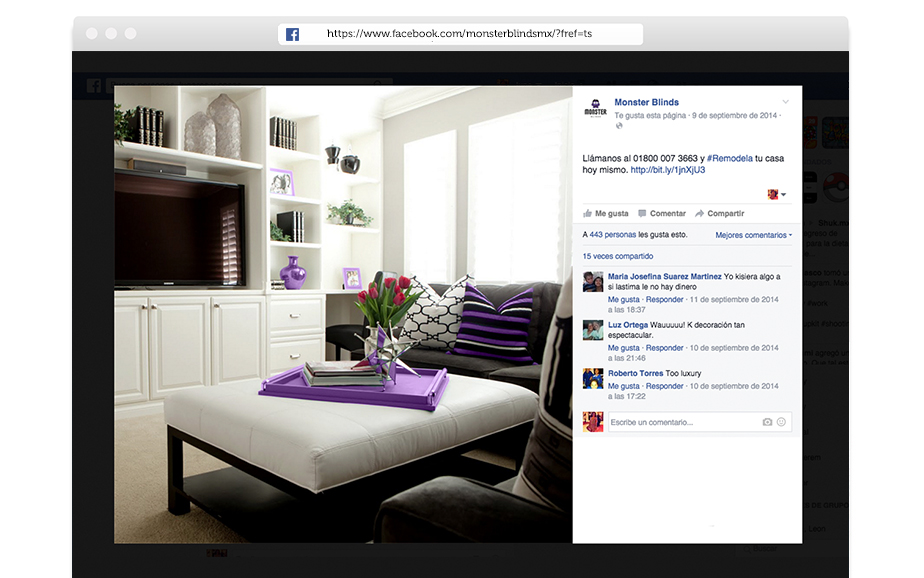 https://www.facebook.com/monsterblindsmx/?fref=ts
MONSTER
Monster Blinds
Te gusta esta página · 9 de septiembre de 2014 ·
Llámanos al 01800 007 3663 y #Remodela tu casa
hoy mismo. http://bit.ly/1jnXjU3
Me gusta Comentar Compartir
A 443 personas les gusta esto. Mejores comentarios
15 veces compartido
Maria Josefina Suarez Martinez Yo kisiera algo a
si lastima le no hay dinero
Me gusta · Responder · 11 de septiembre de 2014
a las 18:37
Luz Ortega Wauuuuu! K decoración tan
espectacular.
Me gusta · Responder · 10 de septiembre de 2014
a las 21:46
Roberto Torres Too luxury
Me gusta · Responder · 10 de septiembre de 2014
a las 17:22
Escribe un comentario...
Buscar